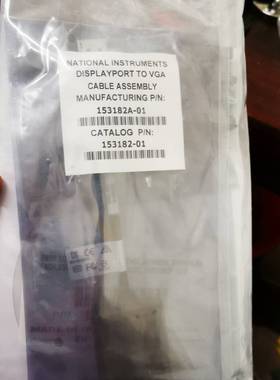 NATIONAL INSTRUMENTS
DISPLAYPORT TO VGA
CABLE ASSEMBLY
MANUFACTURING P/N:
153182A-01
CATALOG P/N:
153182-01